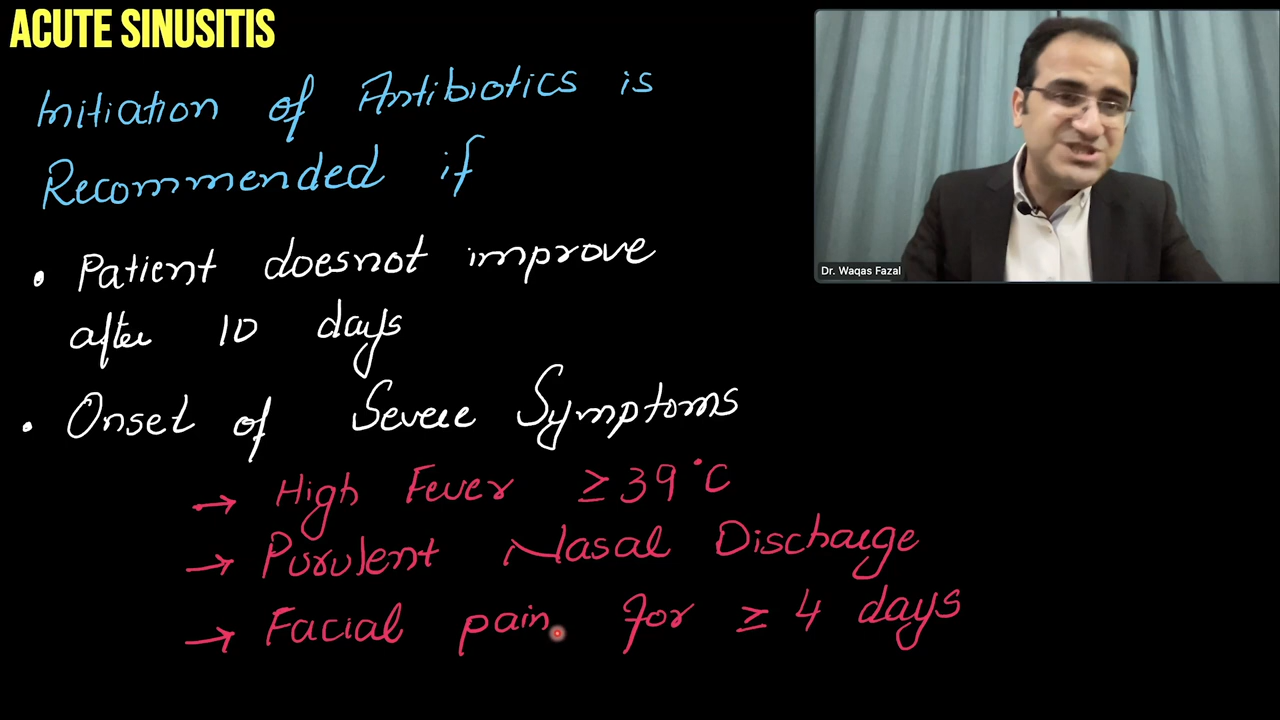 ACUTE SINUSITIS
Initiation of Antibiotics is
Recommended if
• Patient doesnot improve
after 10 days
• Onset of Severe Symptoms
→ High Fever ≥ 39°C
→ Purulent Nasal Discharge
→ Facial pain for ≥ 4 days
Dr. Waqas Fazal